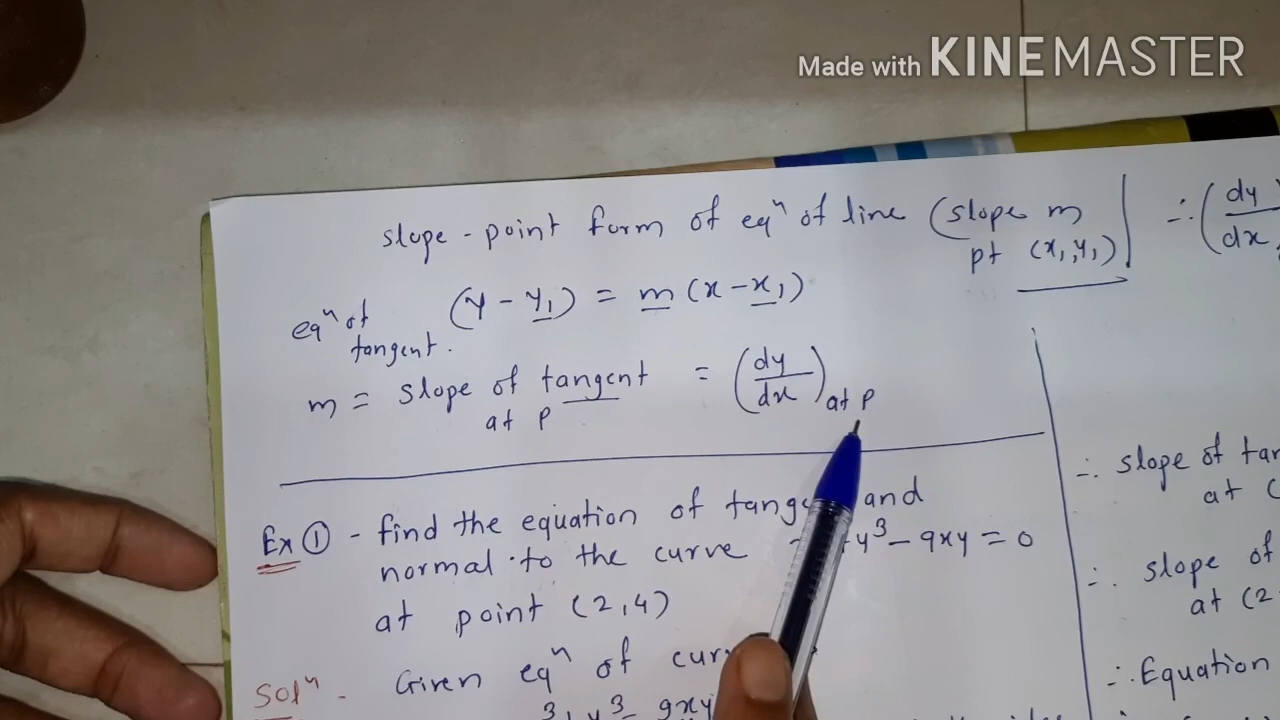 Made with KINEMASTER
slope - point form of eqⁿ of line (slope m
pt (x₁, y₁)
∴ (dy/dx
eqⁿ of tangent. (y - y₁) = m (x - x₁)
m = slope of tangent at P = (dy/dx) at P
Ex ① - find the equation of and
normal to the curve y³ - 9xy = 0
at point (2, 4)
Solⁿ - Given eqⁿ of
y³ - 9xy
∴ slope of
at
∴ slope of
at (2
∴ Equation